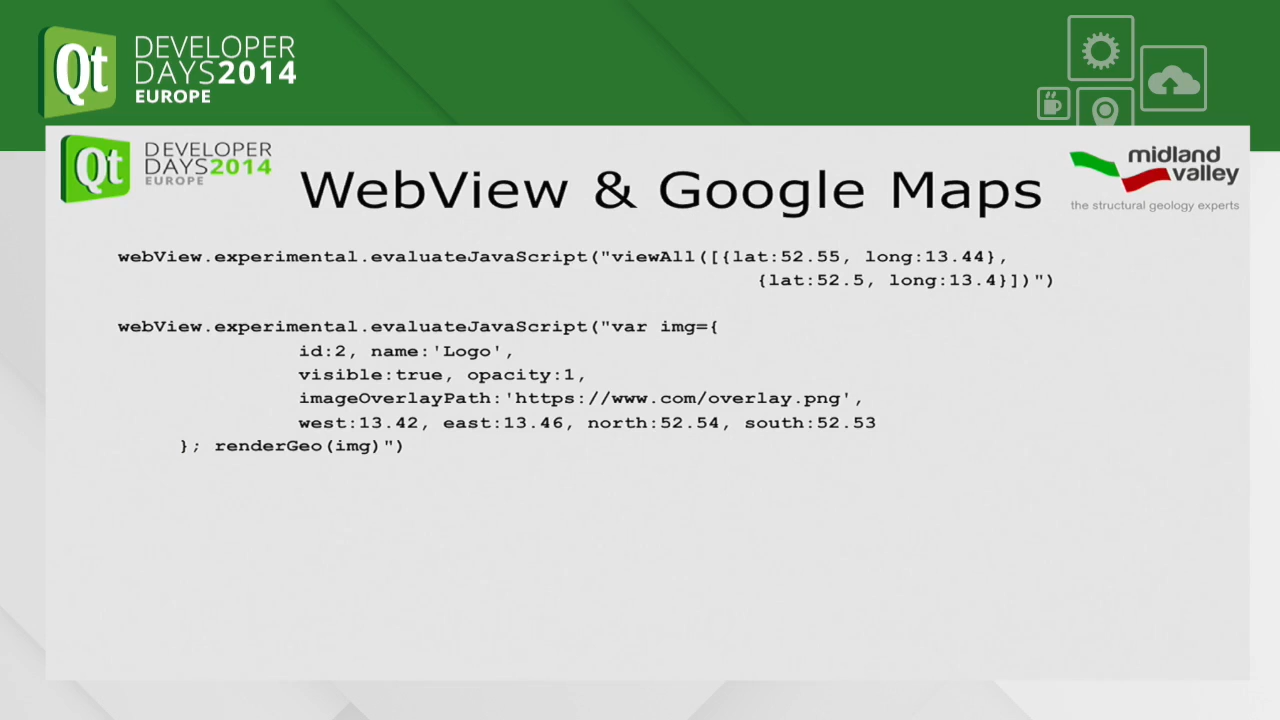 Qt DEVELOPER
DAYS2014
EUROPE
Qt DEVELOPER
DAYS2014
EUROPE
WebView & Google Maps
midland
valley
the structural geology experts
webView.experimental.evaluateJavaScript("viewAll([{lat:52.55, long:13.44},
{lat:52.5, long:13.4}])")
webView.experimental.evaluateJavaScript("var img={
id:2, name:'Logo',
visible:true, opacity:1,
imageOverlayPath:'https://www.com/overlay.png',
west:13.42, east:13.46, north:52.54, south:52.53
}; renderGeo(img)")